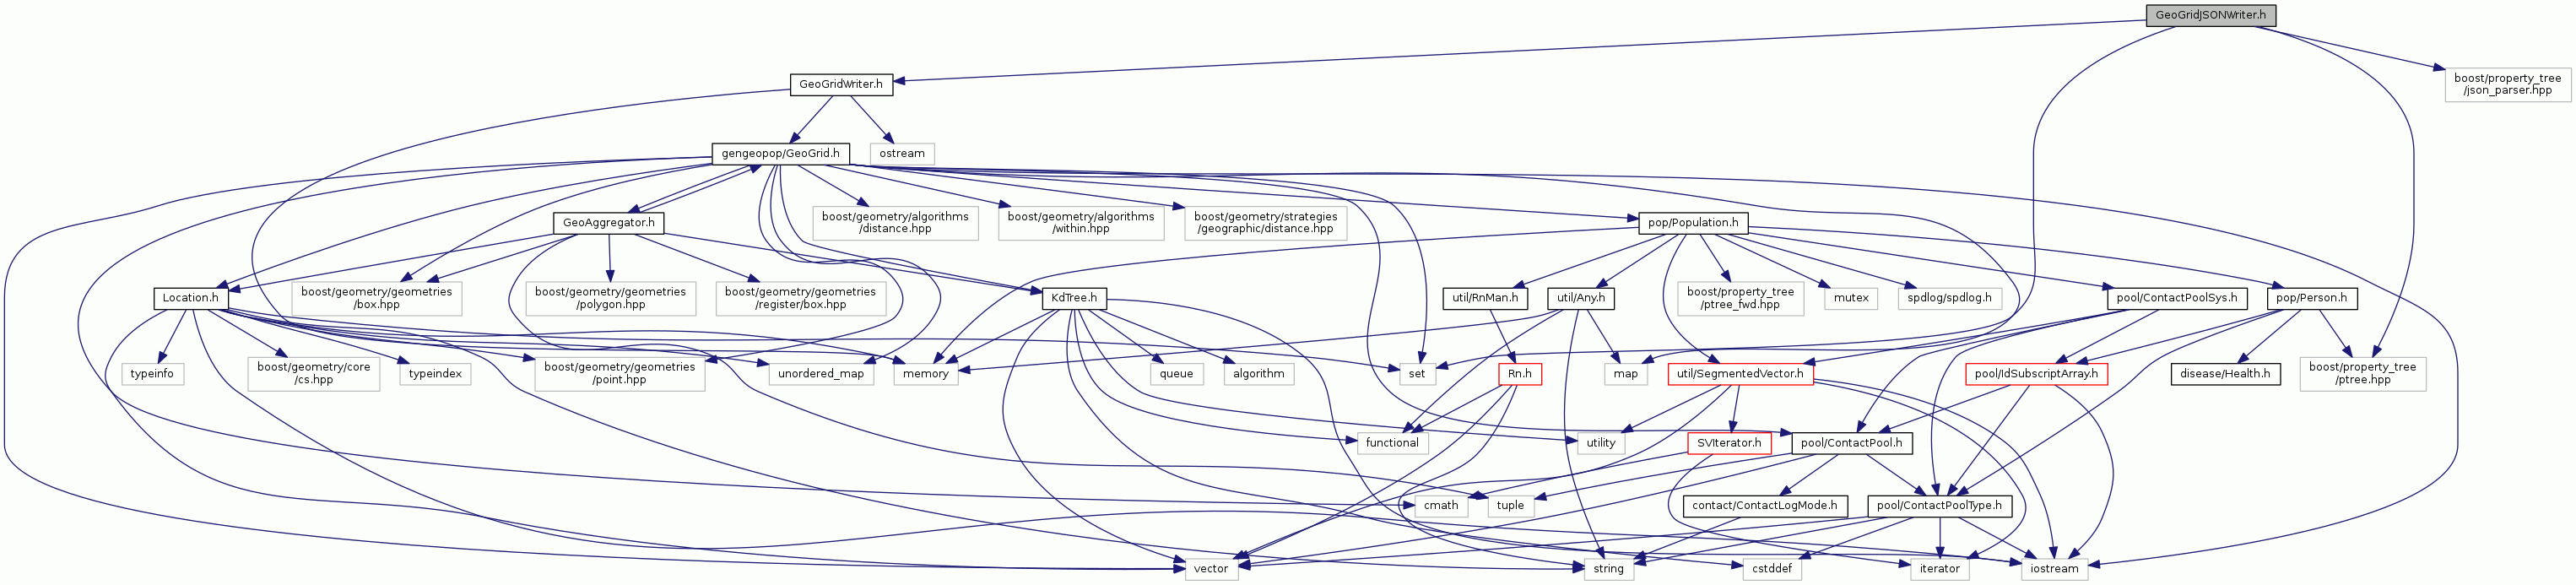 GeoGridJSONWriter.h
GeoGridWriter.h
boost/property_tree
/json_parser.hpp
gengeopop/GeoGrid.h
ostream
GeoAggregator.h
boost/geometry/algorithms
/distance.hpp
boost/geometry/algorithms
/within.hpp
boost/geometry/strategies
/geographic/distance.hpp
pop/Population.h
Location.h
boost/geometry/geometries
/box.hpp
boost/geometry/geometries
/polygon.hpp
boost/geometry/geometries
/register/box.hpp
KdTree.h
util/RnMan.h
util/Any.h
boost/property_tree
/ptree_fwd.hpp
mutex
spdlog/spdlog.h
pool/ContactPoolSys.h
pop/Person.h
typeinfo
boost/geometry/core
/cs.hpp
typeindex
boost/geometry/geometries
/point.hpp
unordered_map
memory
queue
algorithm
set
Rn.h
map
util/SegmentedVector.h
pool/IdSubscriptArray.h
disease/Health.h
boost/property_tree
/ptree.hpp
functional
utility
SVIterator.h
pool/ContactPool.h
cmath
tuple
contact/ContactLogMode.h
pool/ContactPoolType.h
vector
string
cstddef
iterator
iostream